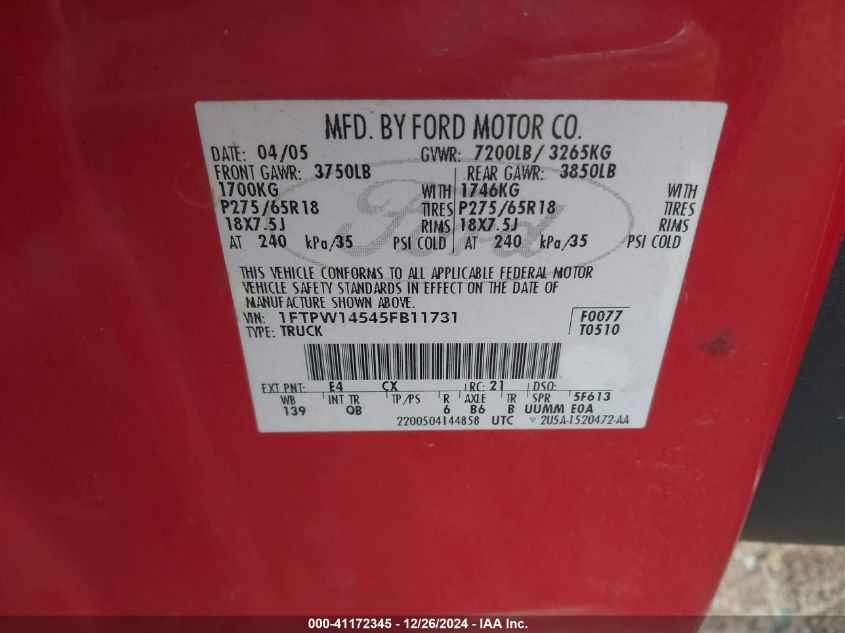 MFD. BY FORD MOTOR CO.
DATE: 04/05 GVWR: 7200LB/ 3265KG
FRONT GAWR: 3750LB REAR GAWR: 3850LB
1700KG WITH 1746KG WITH
P275/65R18 TIRES P275/65R18 TIRES
18X7.5J RIMS 18X7.5J RIMS
AT 240 kPa/35 PSI COLD AT 240 kPa/35 PSI COLD
Ford
THIS VEHICLE CONFORMS TO ALL APPLICABLE FEDERAL MOTOR
VEHICLE SAFETY STANDARDS IN EFFECT ON THE DATE OF
MANUFACTURE SHOWN ABOVE.
VIN: 1FTPW14545FB11731 F0077
TYPE: TRUCK T0510
EXT PNT: E4 CX RC: 21 DSO:
WB INT TR TP/PS R AXLE TR SPR 5F613
139 QB 6 B6 B UUMM EOA
2200504144858 UTC 2U5A-1520472-AA
000-41172345 - 12/26/2024 - IAA Inc.